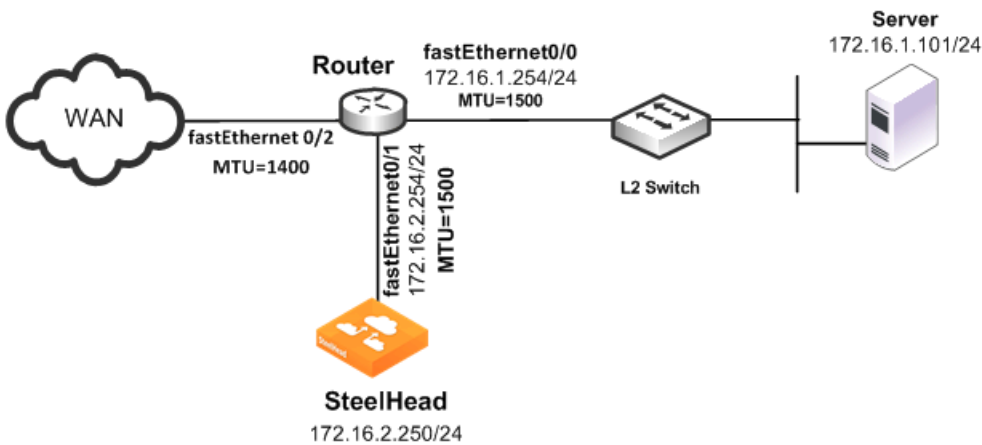 Server
172.16.1.101/24
fastEthernet0/0
172.16.1.254/24
MTU=1500
Router
WAN
fastEthernet 0/2
MTU=1400
fastEthernet0/1
172.16.2.254/24
MTU=1500
L2 Switch
SteelHead
SteelHead
172.16.2.250/24